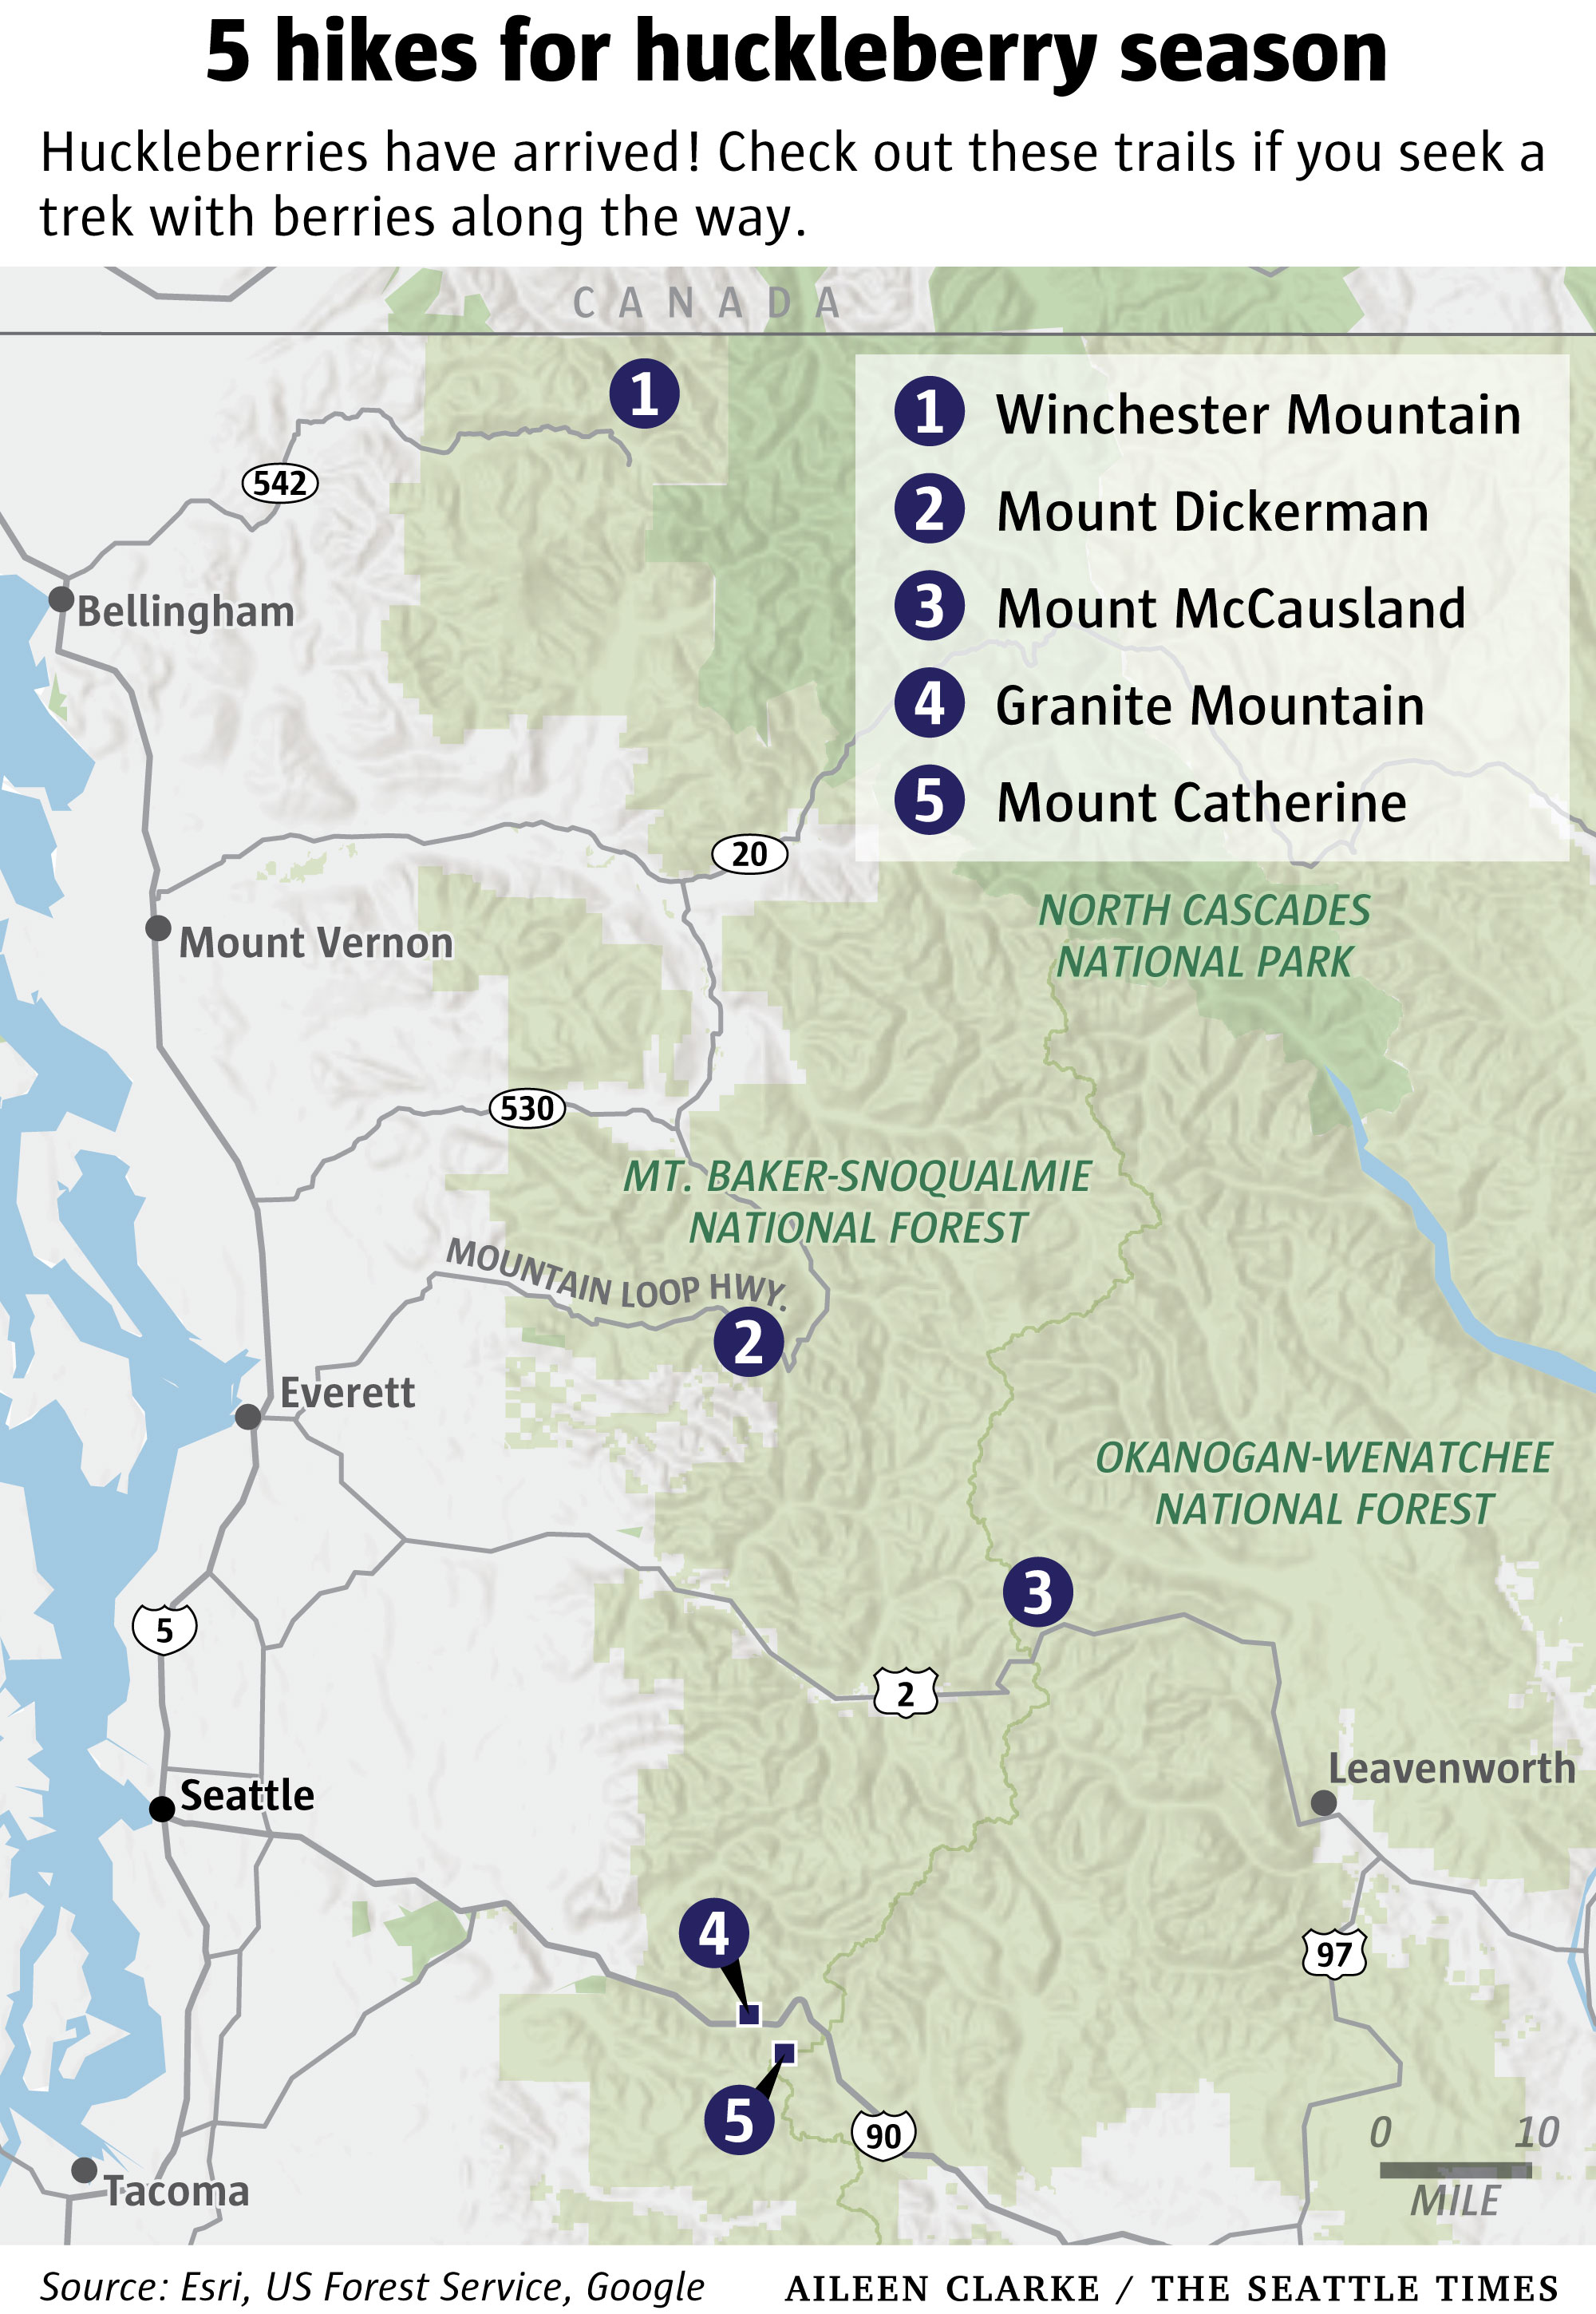 5 hikes for huckleberry season
Huckleberries have arrived! Check out these trails if you seek a
trek with berries along the way.
CANADA
1
1 Winchester Mountain
2 Mount Dickerman
3 Mount McCausland
4 Granite Mountain
5 Mount Catherine
542
Bellingham
20
NORTH CASCADES
NATIONAL PARK
Mount Vernon
530
MT. BAKER-SNOQUALMIE
NATIONAL FOREST
MOUNTAIN LOOP HWY.
2
Everett
OKANOGAN-WENATCHEE
NATIONAL FOREST
3
5
2
Leavenworth
Seattle
4
97
5
90
0 10
MILE
Tacoma
Source: Esri, US Forest Service, Google
AILEEN CLARKE / THE SEATTLE TIMES